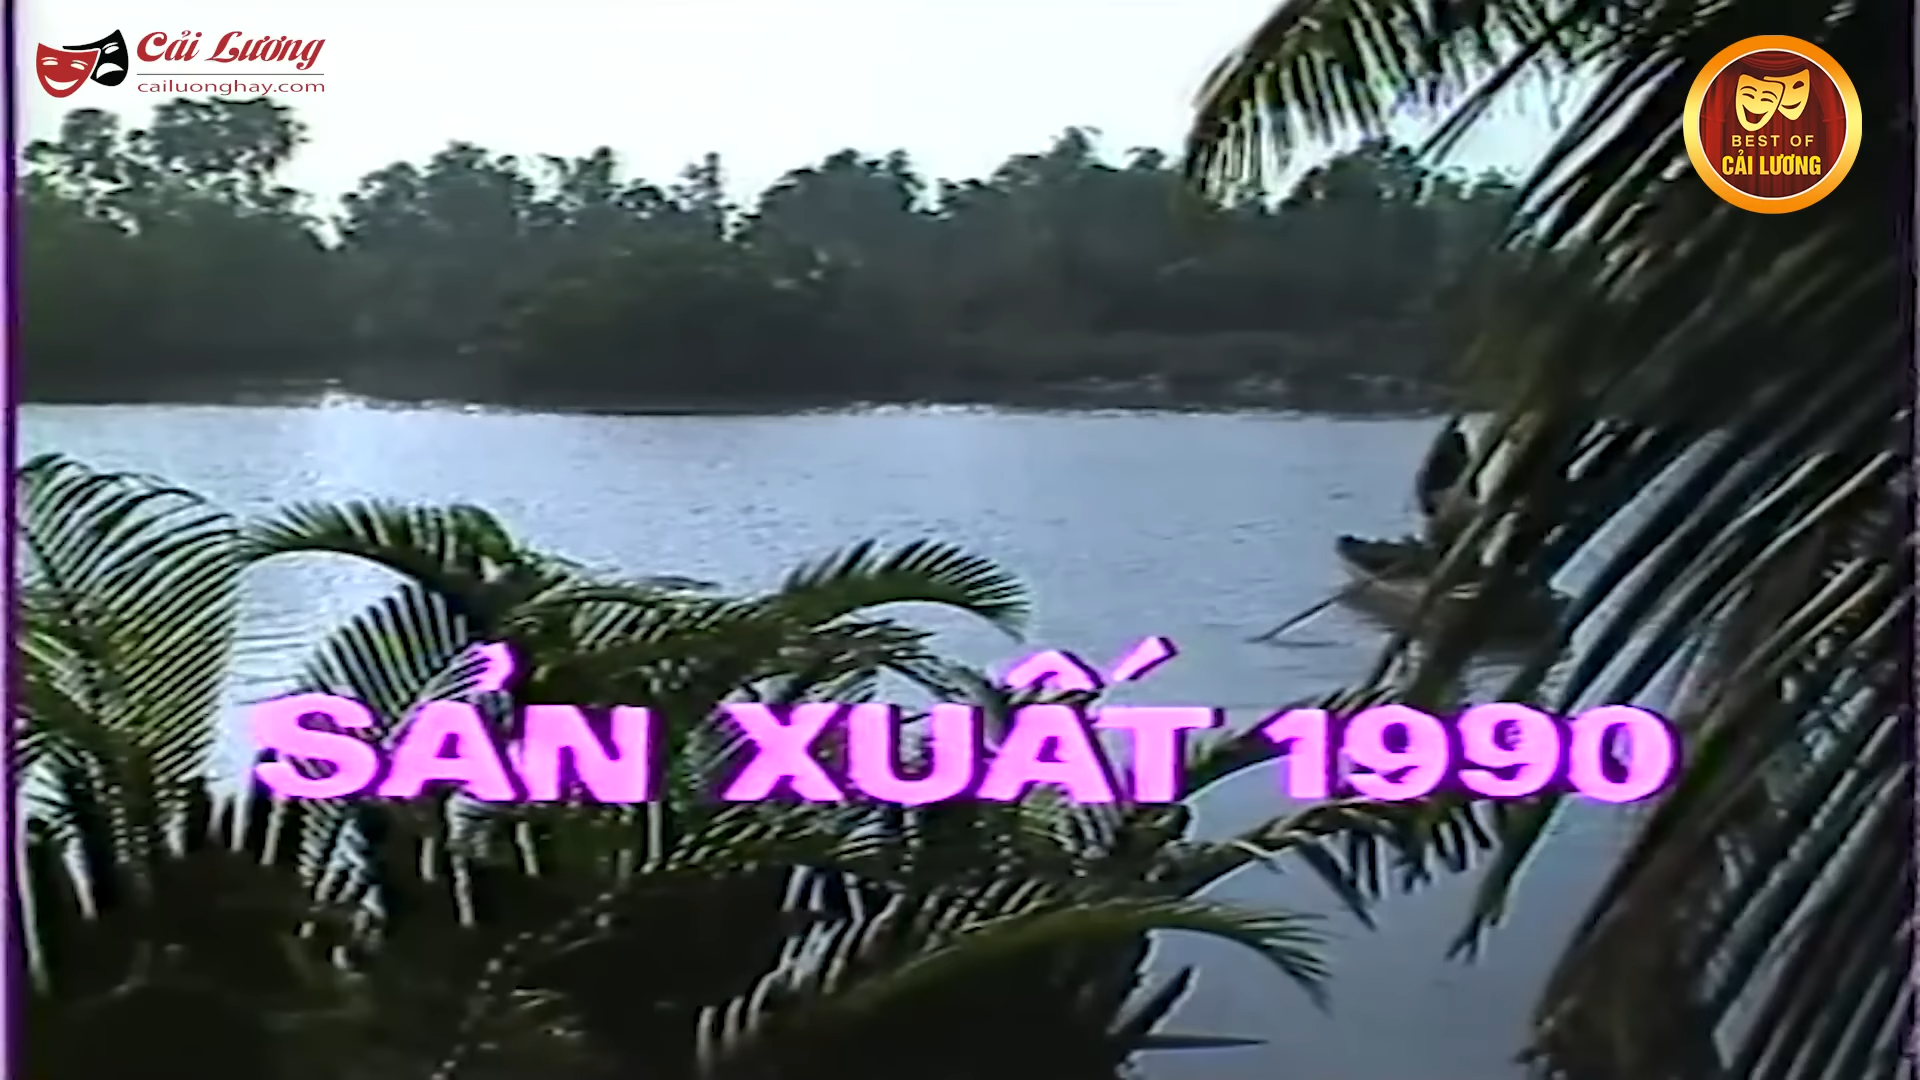 Cải Lương
cailuonghay.com
BEST OF
CẢI LƯƠNG
SẢN XUẤT 1990